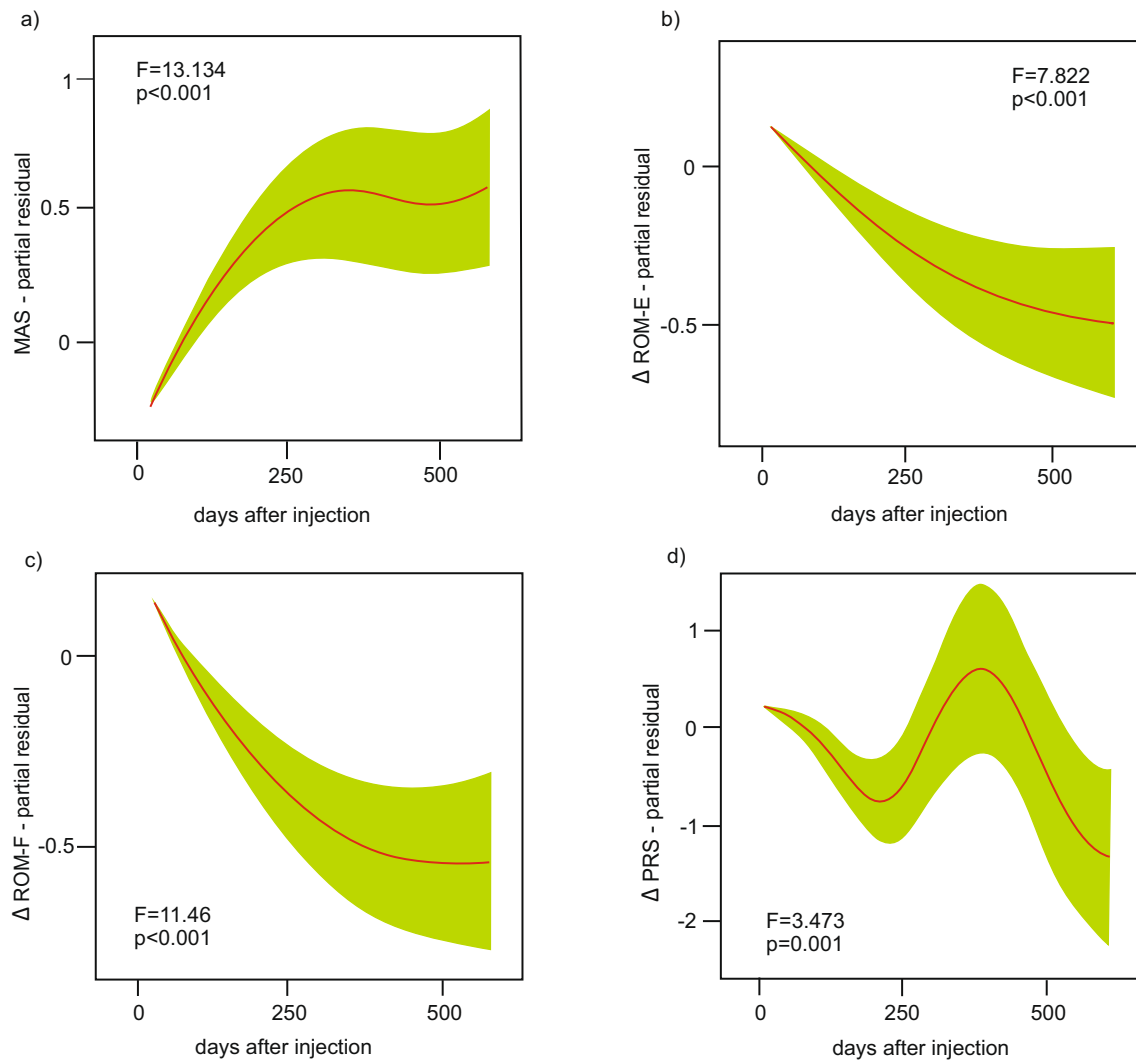 a)
F=13.134
p<0.001
1
0.5
0
MAS - partial residual
0
250
500
days after injection
b)
F=7.822
p<0.001
0
-0.5
Δ ROM-E - partial residual
0
250
500
days after injection
c)
0
-0.5
Δ ROM-F - partial residual
F=11.46
p<0.001
0
250
500
days after injection
d)
1
0
-1
-2
Δ PRS - partial residual
F=3.473
p=0.001
0
250
500
days after injection